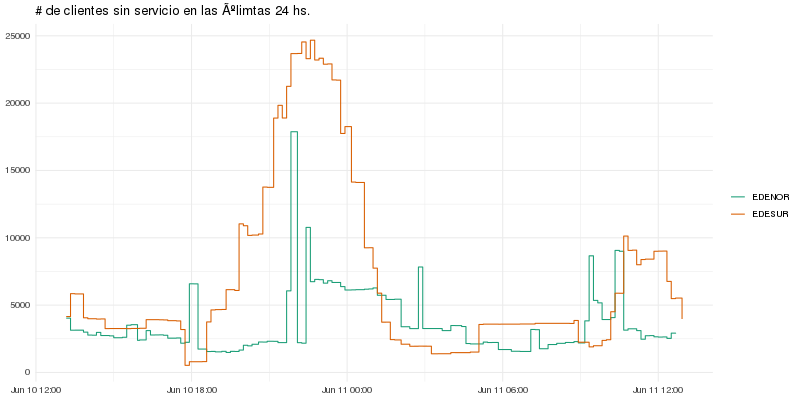 # de clientes sin servicio en las Ãºlimtas 24 hs.
25000
20000
15000
10000
5000
0
Jun 10 12:00
Jun 10 18:00
Jun 11 00:00
Jun 11 06:00
Jun 11 12:00
EDENOR
EDESUR